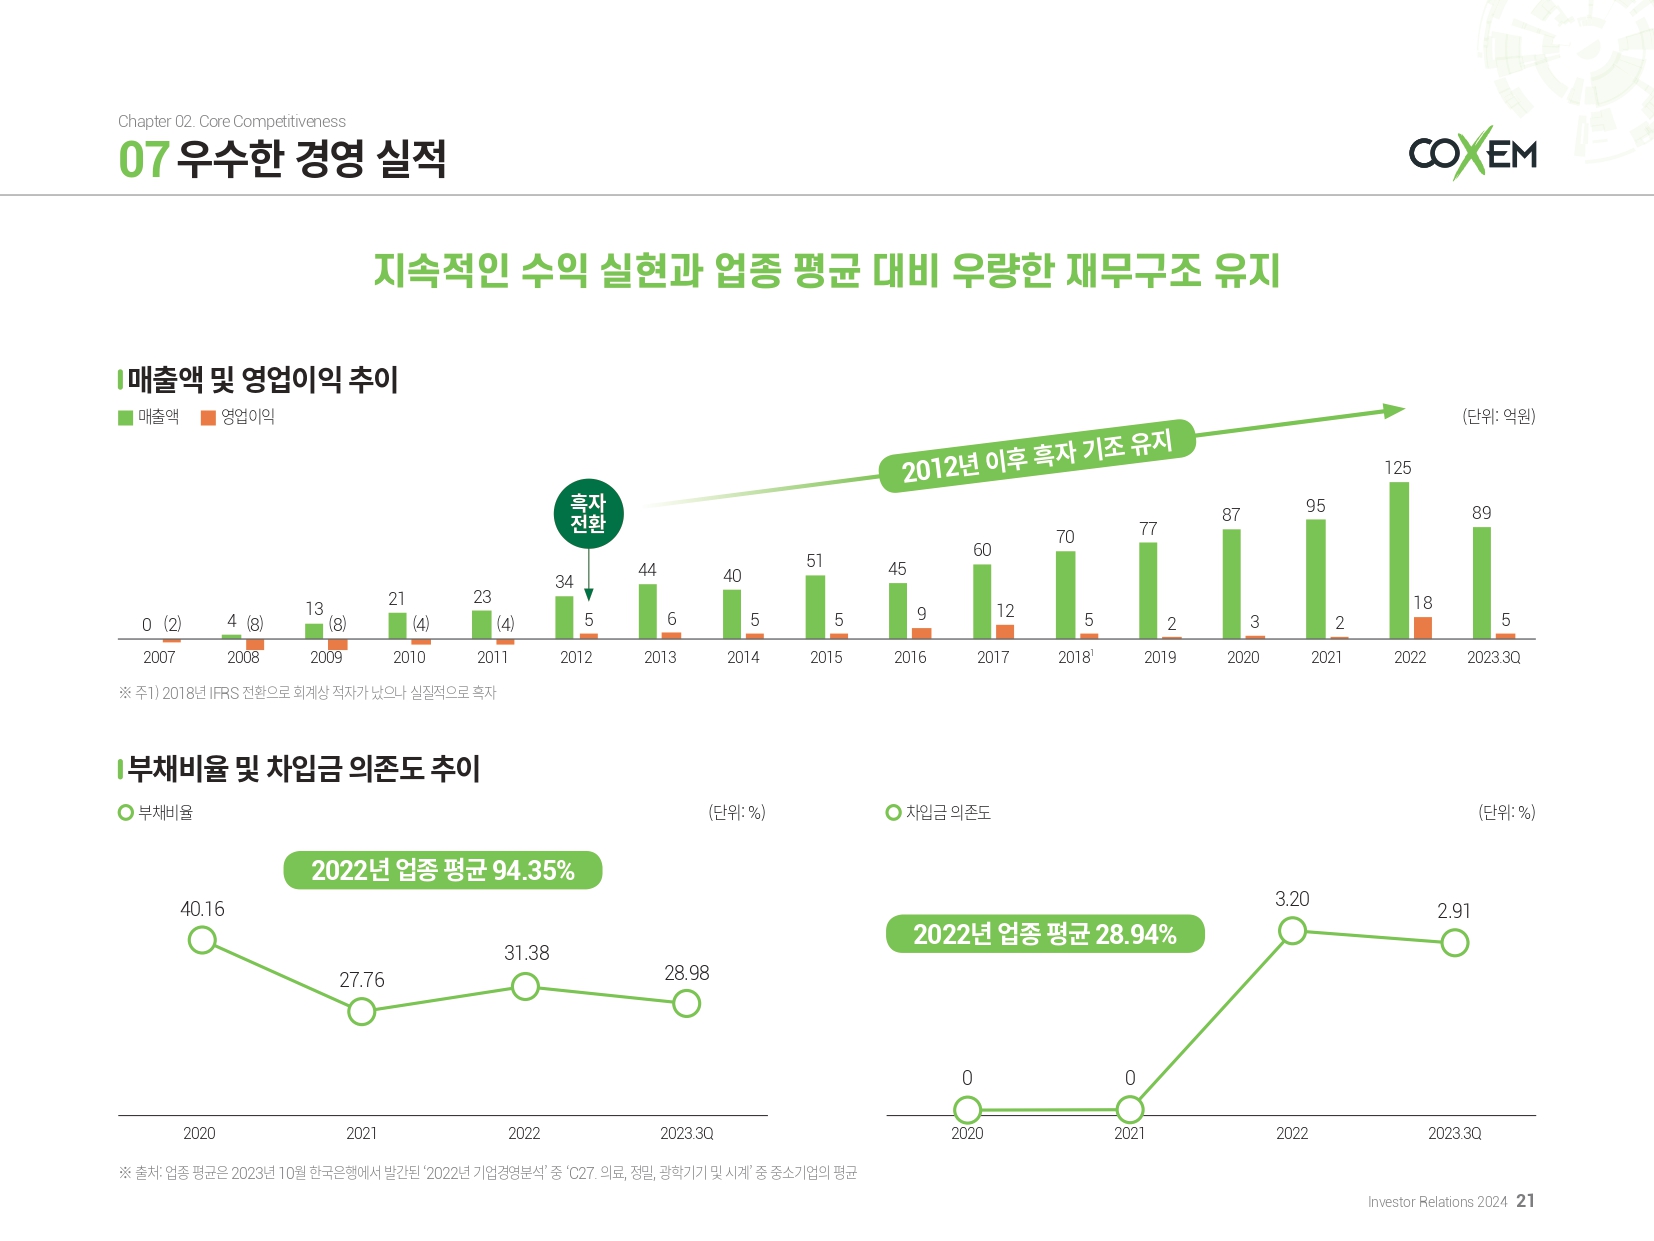 Chapter 02. Core Competitiveness
07 우수한 경영 실적
COXEM
지속적인 수익 실현과 업종 평균 대비 우량한 재무구조 유지
매출액 및 영업이익 추이
매출액 영업이익
(단위: 억원)
2012년 이후 흑자 기조 유지
흑자
전환
0 (2) 4 (8) 13 (8) 21 (4) 23 (4) 34 5 44 6 40 5 51 5 45 9 60 12 70 5 77 2 87 3 95 2 125 18 89 5
2007 2008 2009 2010 2011 2012 2013 2014 2015 2016 2017 2018¹ 2019 2020 2021 2022 2023.3Q
※ 주1) 2018년 IFRS 전환으로 회계상 적자가 났으나 실질적으로 흑자
부채비율 및 차입금 의존도 추이
부채비율 (단위: %)
2022년 업종 평균 94.35%
40.16 27.76 31.38 28.98
2020 2021 2022 2023.3Q
차입금 의존도 (단위: %)
2022년 업종 평균 28.94%
0 0 3.20 2.91
2020 2021 2022 2023.3Q
※ 출처: 업종 평균은 2023년 10월 한국은행에서 발간된 ‘2022년 기업경영분석’ 중 ‘C27. 의료, 정밀, 광학기기 및 시계’ 중 중소기업의 평균
Investor Relations 2024 21